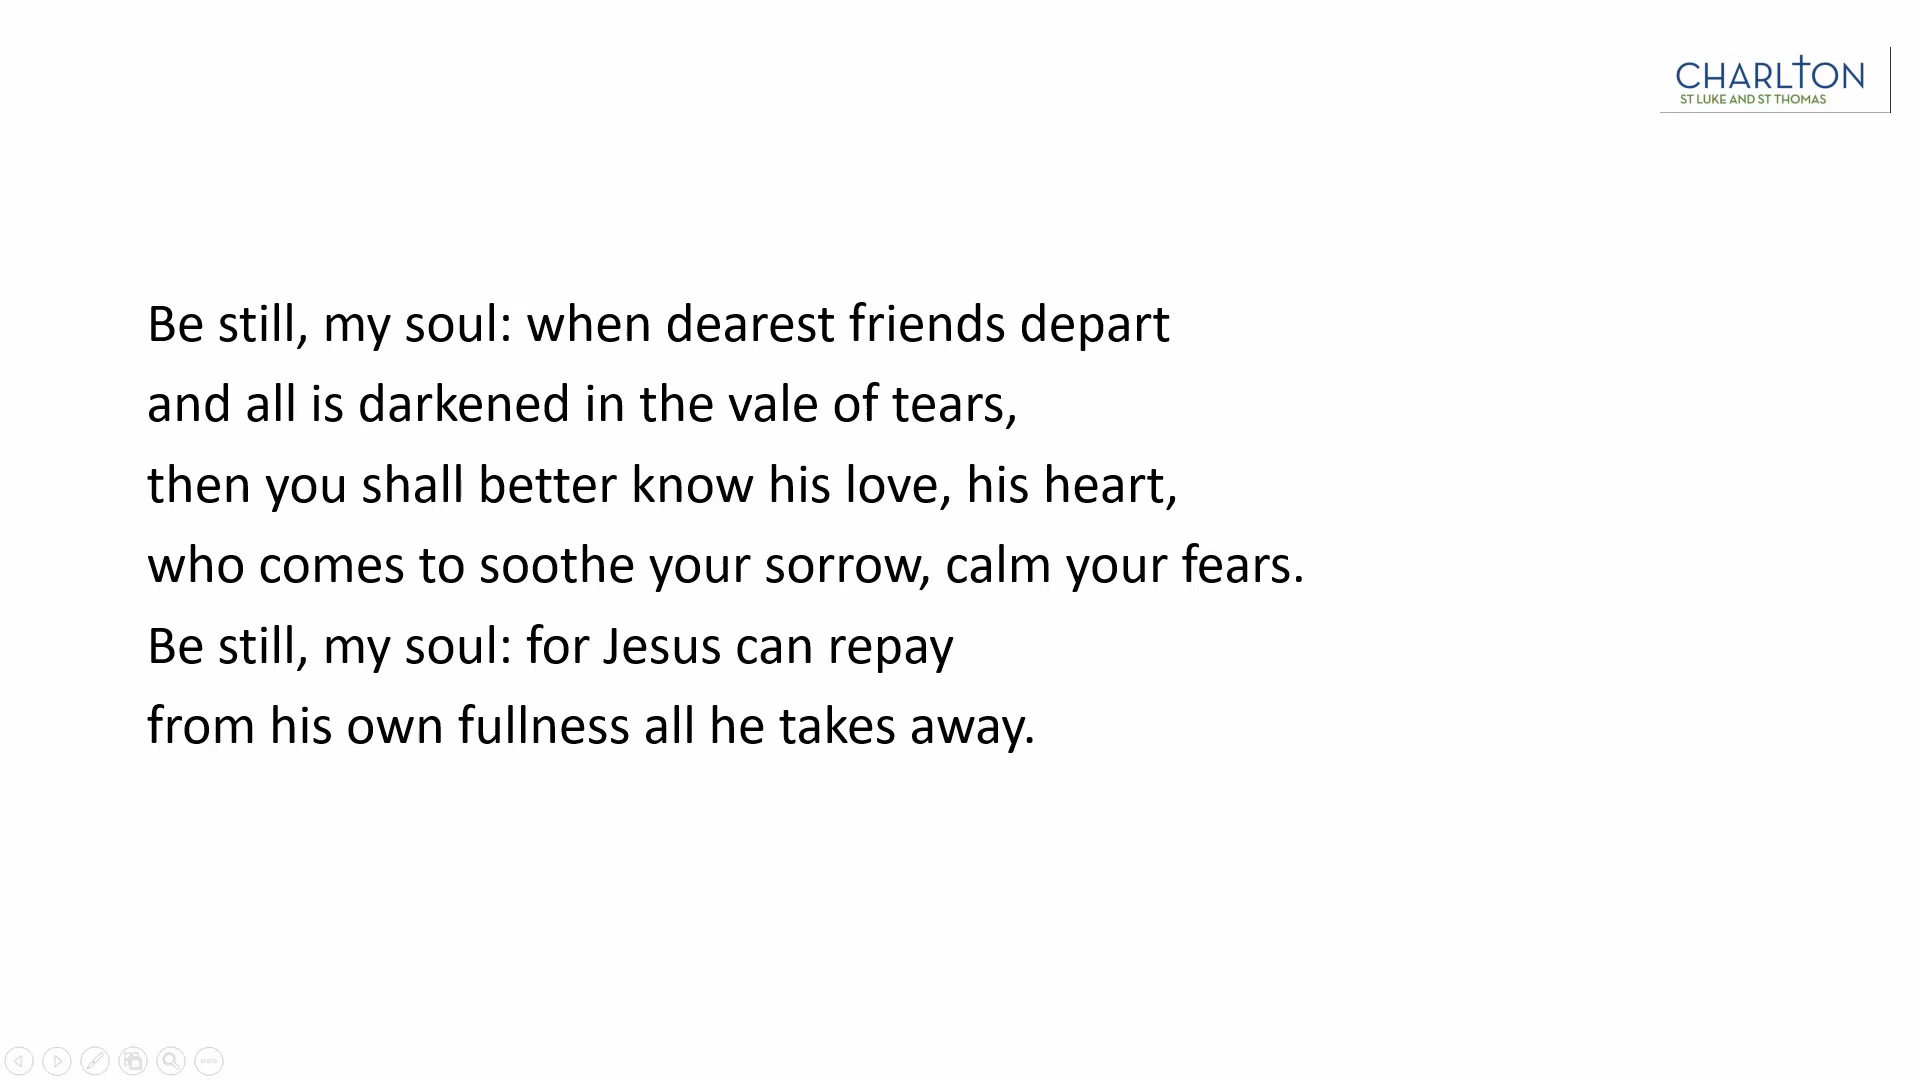 CHARLTON
ST LUKE AND ST THOMAS
Be still, my soul: when dearest friends depart
and all is darkened in the vale of tears,
then you shall better know his love, his heart,
who comes to soothe your sorrow, calm your fears.
Be still, my soul: for Jesus can repay
from his own fullness all he takes away.